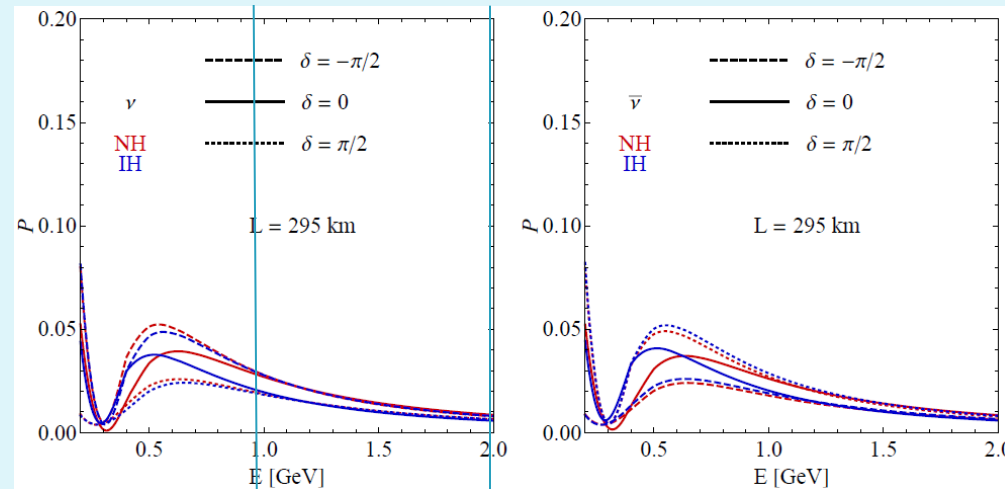 0.20
0.15
0.10
0.05
0.00
P
δ = −π/2
ν
δ = 0
NH
IH
δ = π/2
L = 295 km
0.5
1.0
1.5
2.0
E [GeV]
0.20
0.15
0.10
0.05
0.00
P
δ = −π/2
ν̅
δ = 0
NH
IH
δ = π/2
L = 295 km
0.5
1.0
1.5
2.0
E [GeV]